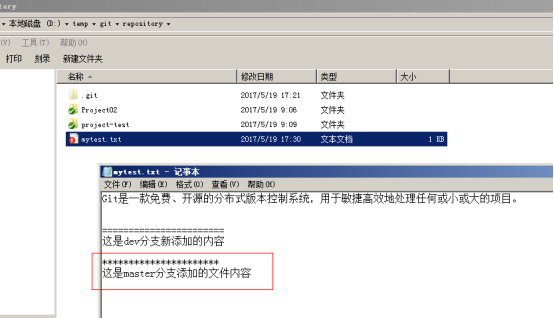 tory
本地磁盘 (D:) temp git repository
(V) 工具(T) 帮助(H)
打印 刻录 新建文件夹
名称 修改日期 类型 大小
.git 2017/5/19 17:21 文件夹
Project02 2017/5/19 9:06 文件夹
project-test 2017/5/19 9:09 文件夹
mytest.txt 2017/5/19 17:30 文本文档 1 KB
mytest.txt - 记事本
文件(F) 编辑(E) 格式(O) 查看(V) 帮助(H)
Git是一款免费、开源的分布式版本控制系统，用于敏捷高效地处理任何或小或大的项目。
=======================
这是dev分支新添加的内容
**********************
这是master分支添加的文件内容